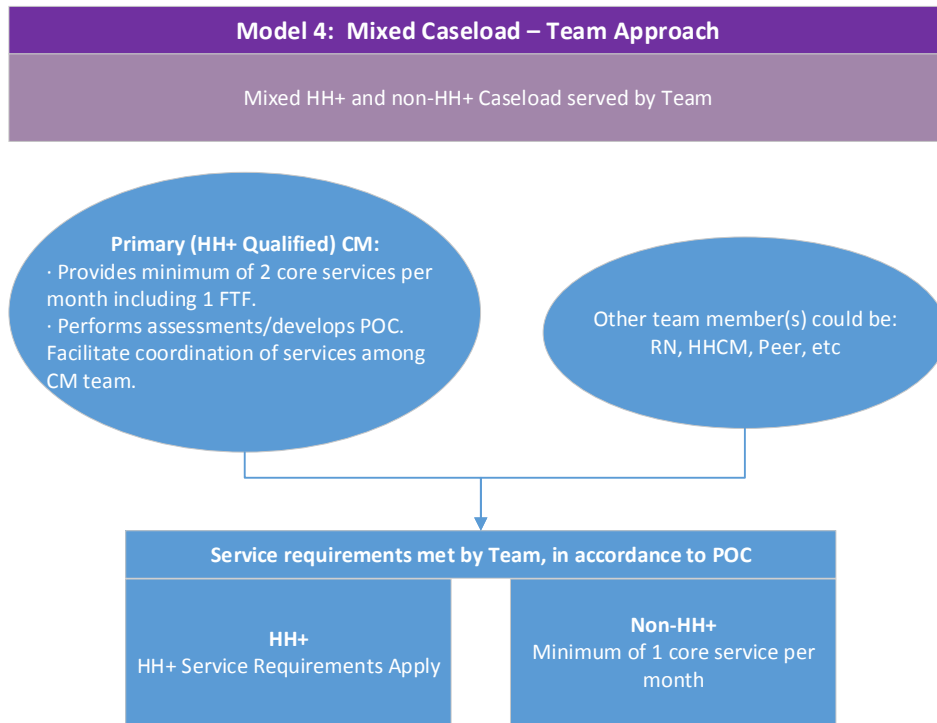 Model 4:  Mixed Caseload – Team Approach
Mixed HH+ and non-HH+ Caseload served by Team
Primary (HH+ Qualified) CM:
· Provides minimum of 2 core services per
month including 1 FTF.
· Performs assessments/develops POC.
Facilitate coordination of services among
CM team.
Other team member(s) could be:
RN, HHCM, Peer, etc
Service requirements met by Team, in accordance to POC
HH+
HH+ Service Requirements Apply
Non-HH+
Minimum of 1 core service per
month